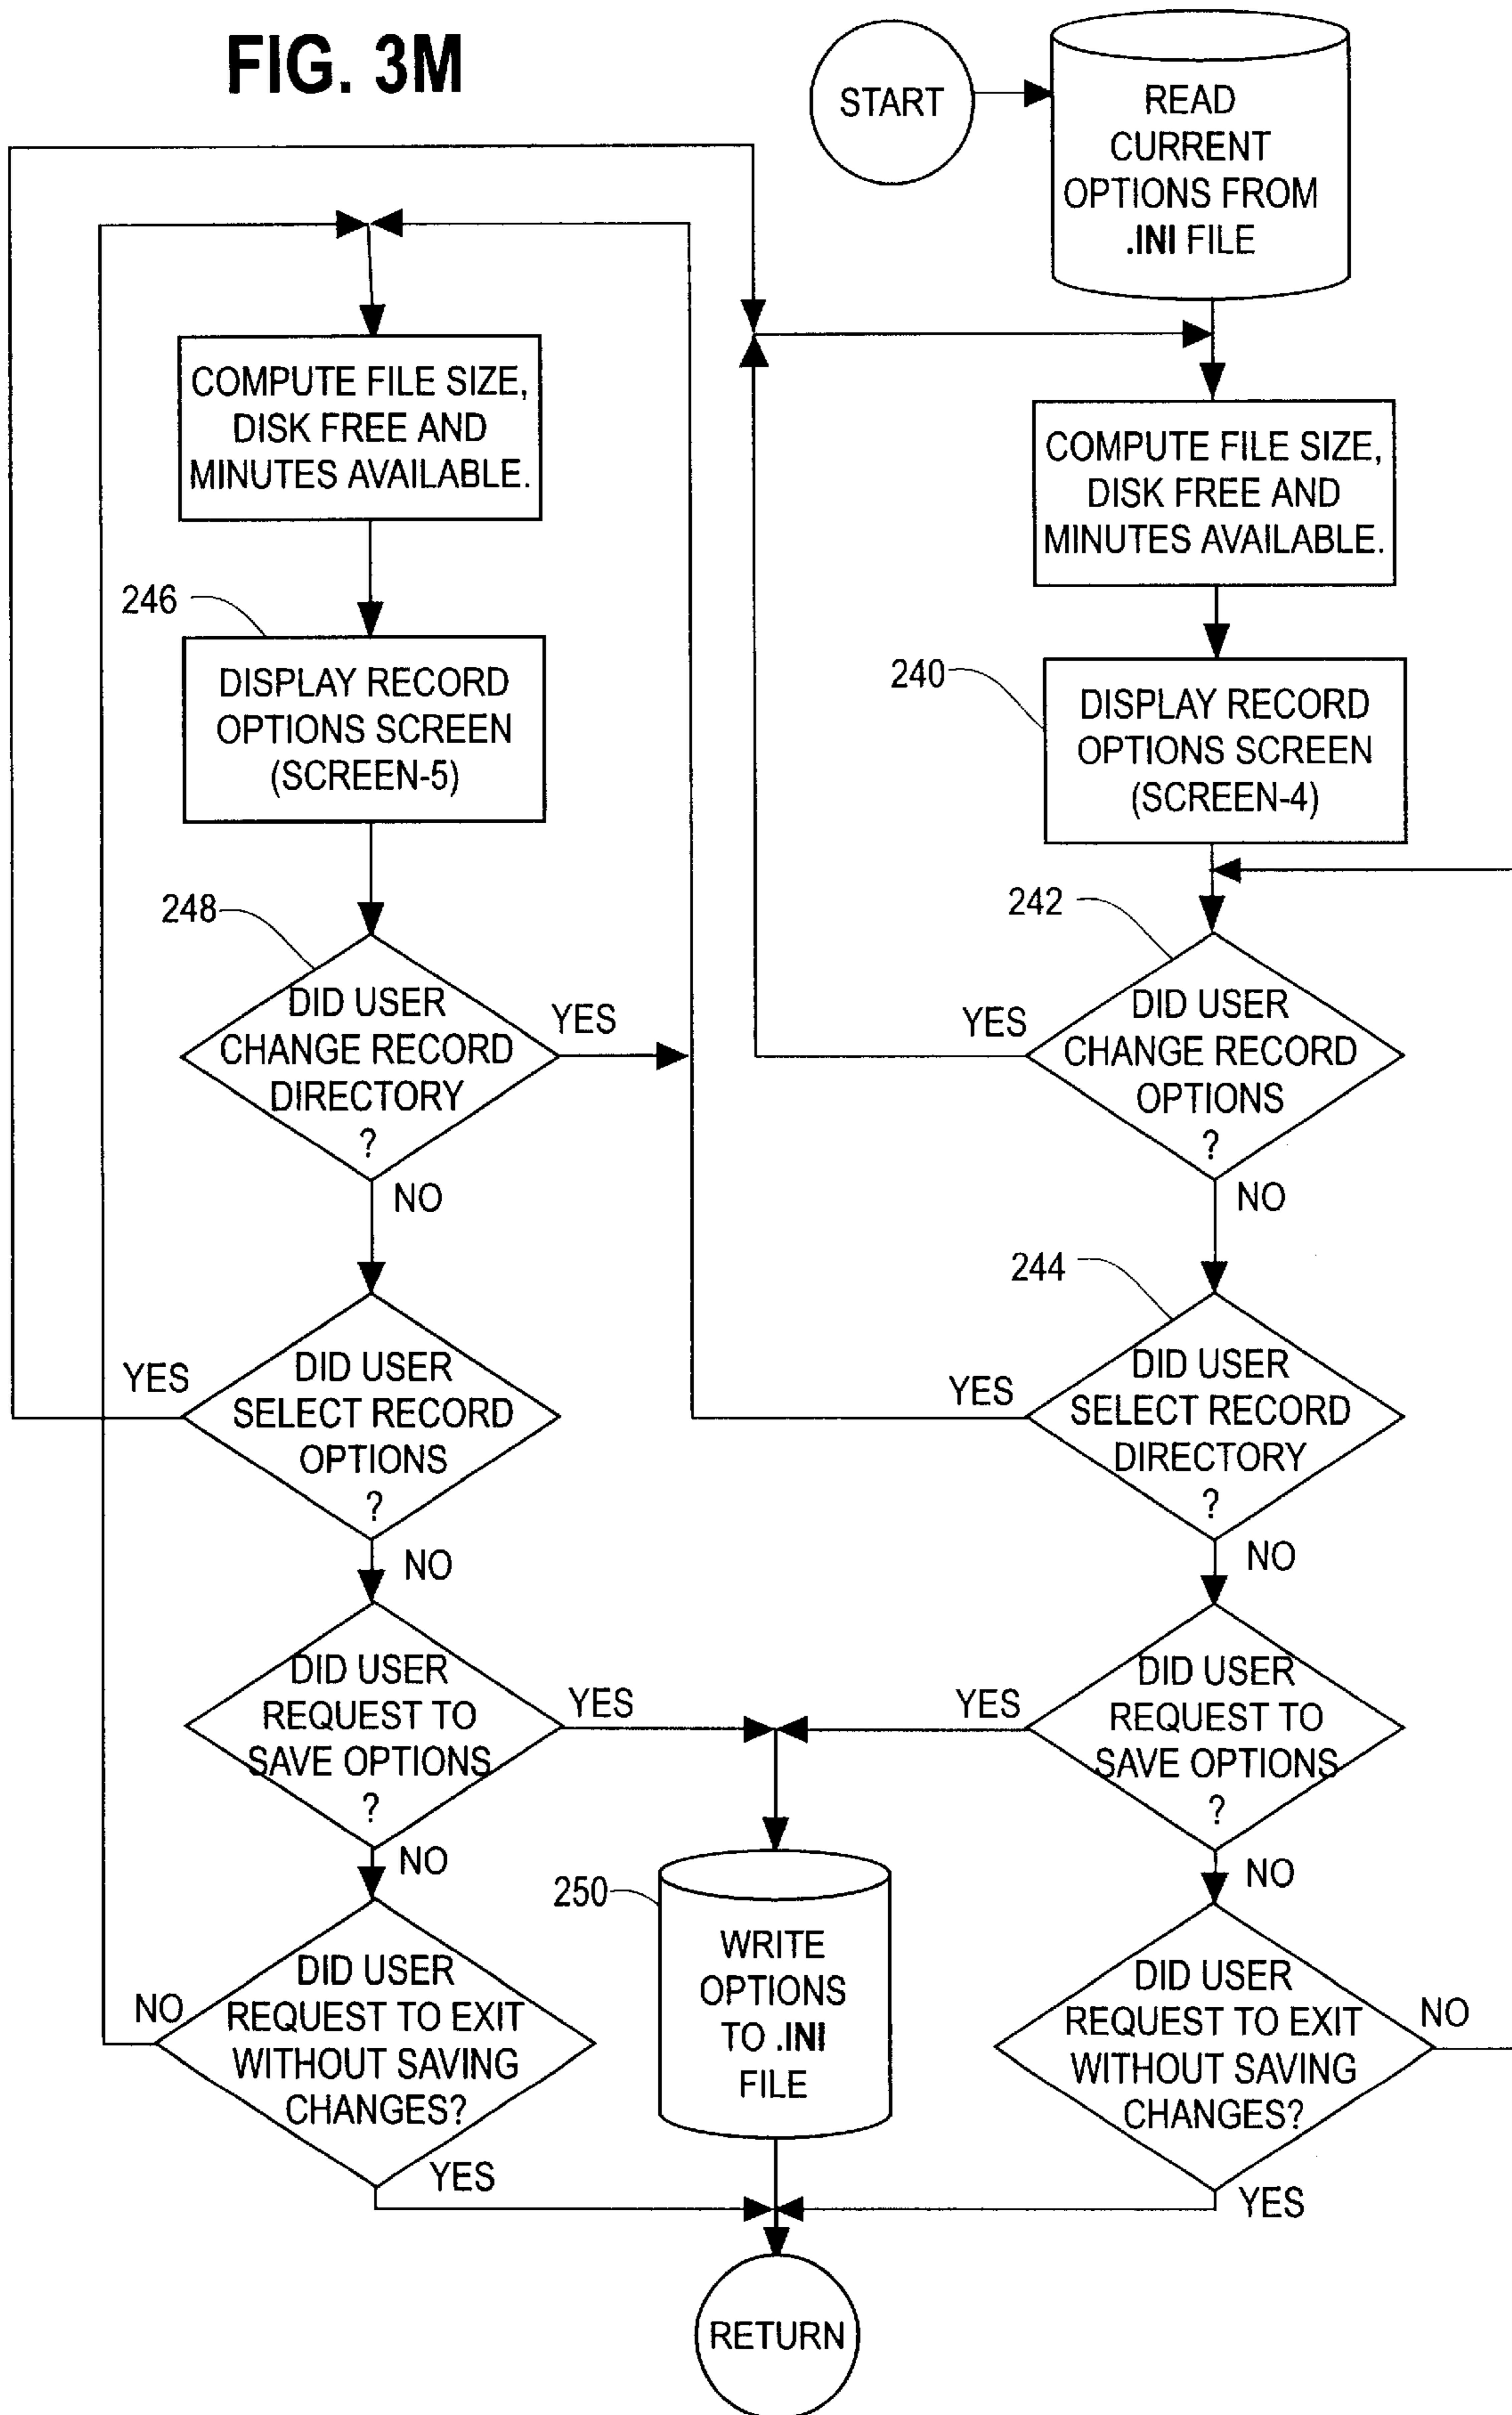 FIG. 3M
START
READ
CURRENT
OPTIONS FROM
.INI FILE
COMPUTE FILE SIZE,
DISK FREE AND
MINUTES AVAILABLE.
COMPUTE FILE SIZE,
DISK FREE AND
MINUTES AVAILABLE.
246
DISPLAY RECORD
OPTIONS SCREEN
(SCREEN-5)
240
DISPLAY RECORD
OPTIONS SCREEN
(SCREEN-4)
248
DID USER
CHANGE RECORD
DIRECTORY
?
YES
NO
242
DID USER
CHANGE RECORD
OPTIONS
?
YES
NO
YES
DID USER
SELECT RECORD
OPTIONS
?
NO
244
YES
DID USER
SELECT RECORD
DIRECTORY
?
NO
DID USER
REQUEST TO
SAVE OPTIONS
?
YES
NO
YES
DID USER
REQUEST TO
SAVE OPTIONS
?
NO
250
WRITE
OPTIONS
TO .INI
FILE
NO
DID USER
REQUEST TO EXIT
WITHOUT SAVING
CHANGES?
YES
DID USER
REQUEST TO EXIT
WITHOUT SAVING
CHANGES?
NO
YES
RETURN